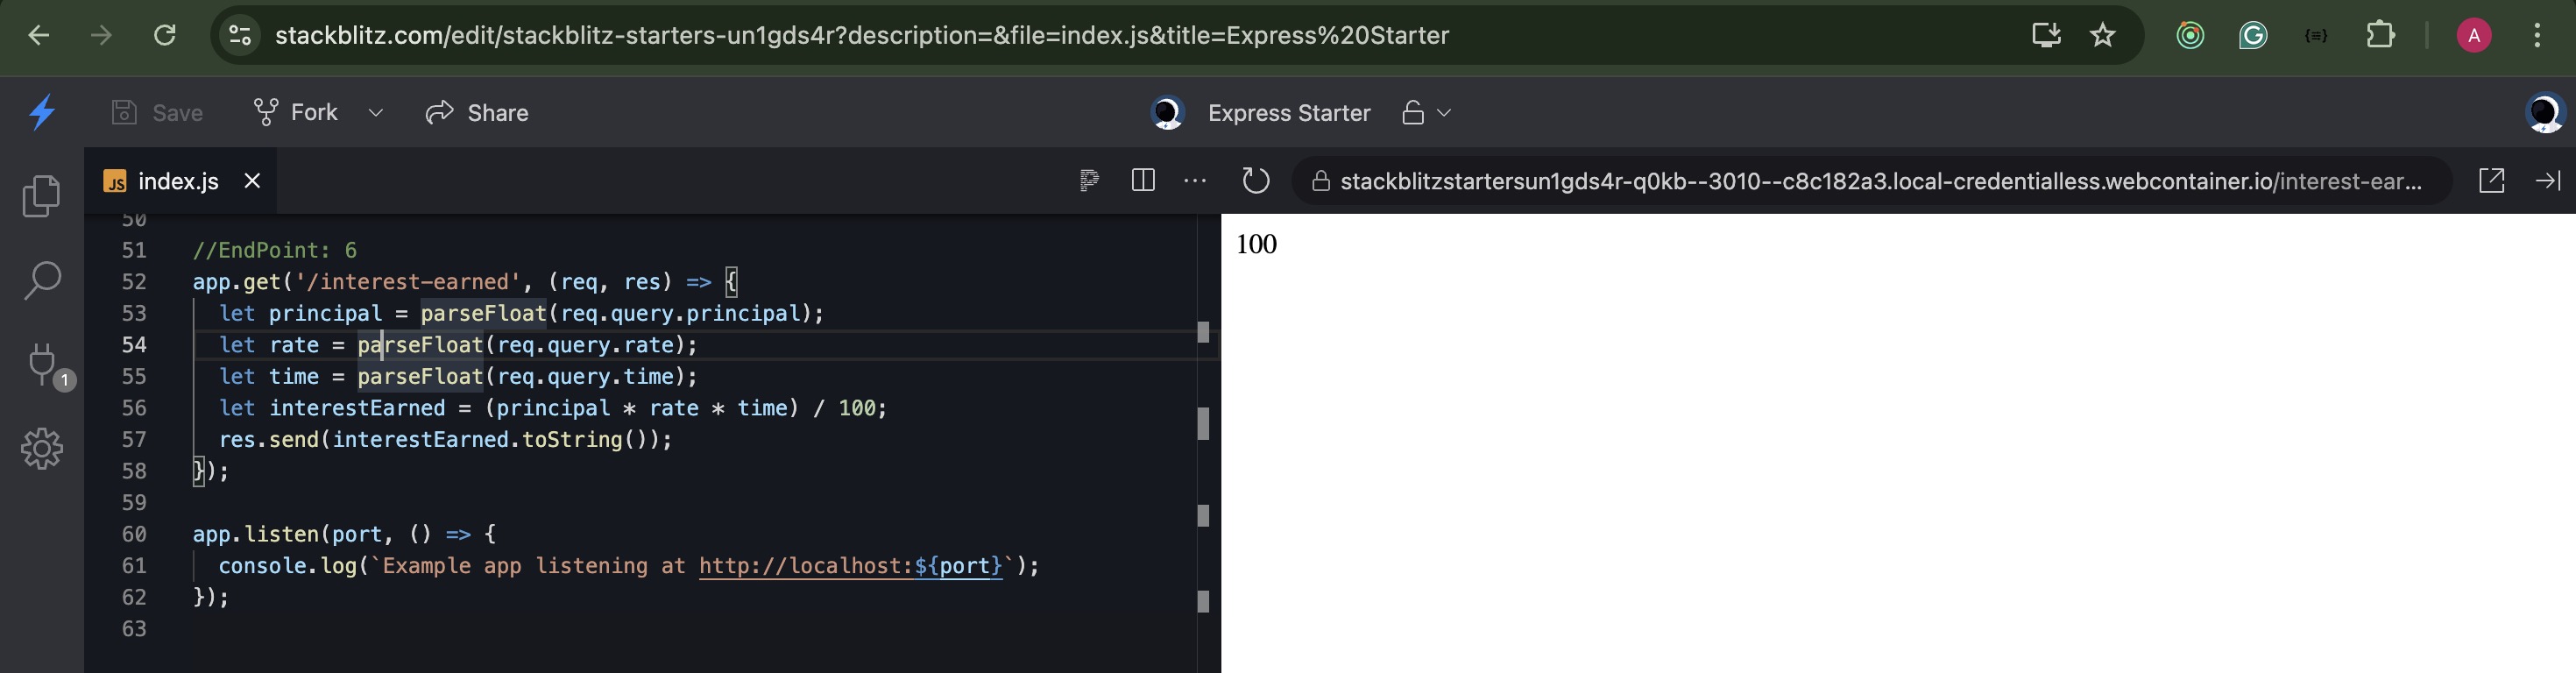 stackblitz.com/edit/stackblitz-starters-un1gds4r?description=&file=index.js&title=Express%20Starter
A
Save
Fork
Share
Express Starter
JS index.js
stackblitzstartersun1gds4r-q0kb--3010--c8c182a3.local-credentialless.webcontainer.io/interest-ear...
50
51 //EndPoint: 6
52 app.get('/interest-earned', (req, res) => {
53 let principal = parseFloat(req.query.principal);
54 let rate = parseFloat(req.query.rate);
55 let time = parseFloat(req.query.time);
56 let interestEarned = (principal * rate * time) / 100;
57 res.send(interestEarned.toString());
58 });
59
60 app.listen(port, () => {
61 console.log(`Example app listening at http://localhost:${port}`);
62 });
63
1
100